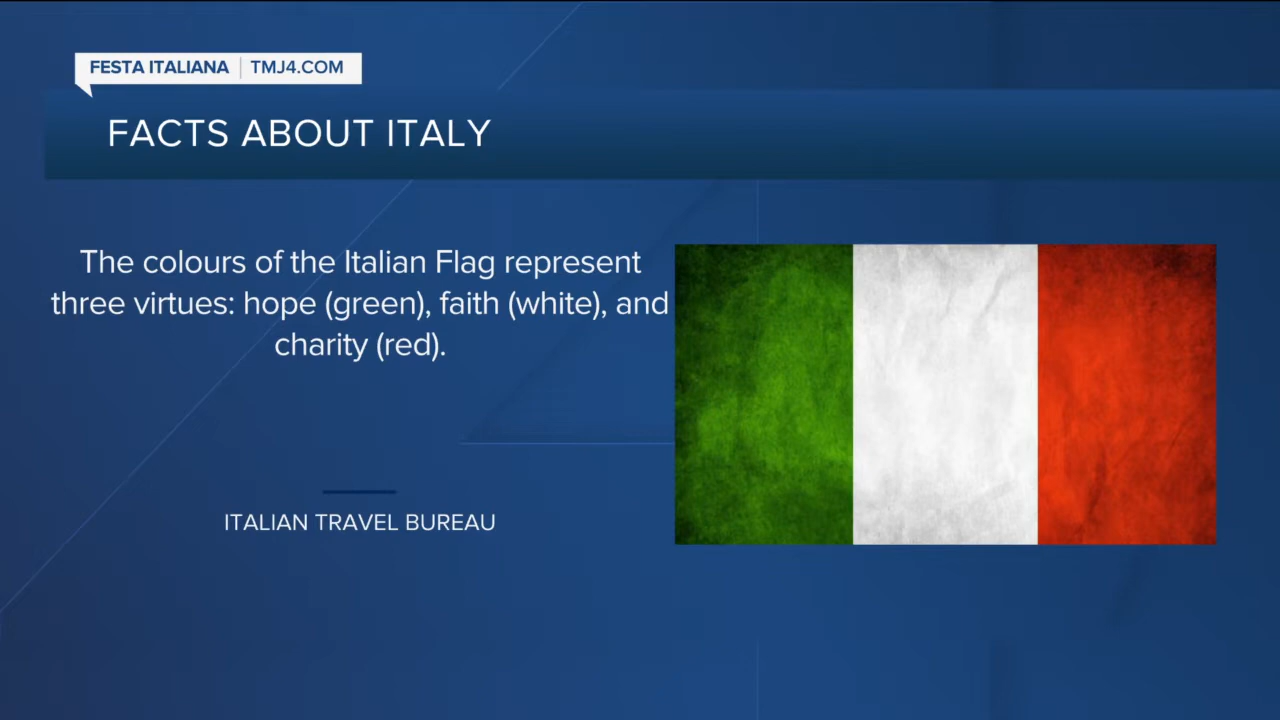 FESTA ITALIANA | TMJ4.COM
FACTS ABOUT ITALY
The colours of the Italian Flag represent
three virtues: hope (green), faith (white), and
charity (red).
ITALIAN TRAVEL BUREAU